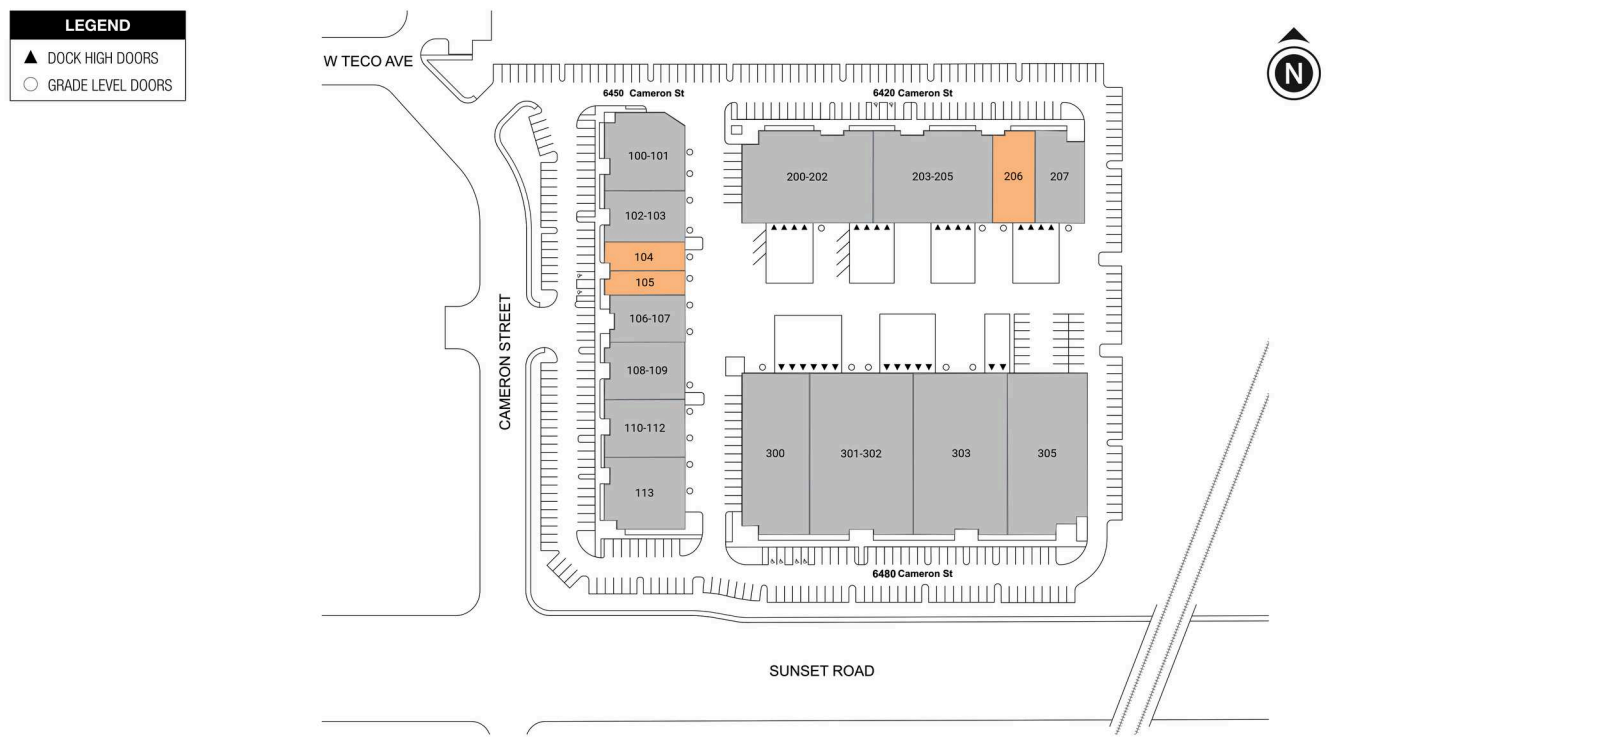 LEGEND
DOCK HIGH DOORS
GRADE LEVEL DOORS
W TECO AVE
N
6450 Cameron St
6420 Cameron St
100-101
102-103
104
105
106-107
108-109
110-112
113
200-202
203-205
206
207
CAMERON STREET
300
301-302
303
305
6480 Cameron St
SUNSET ROAD